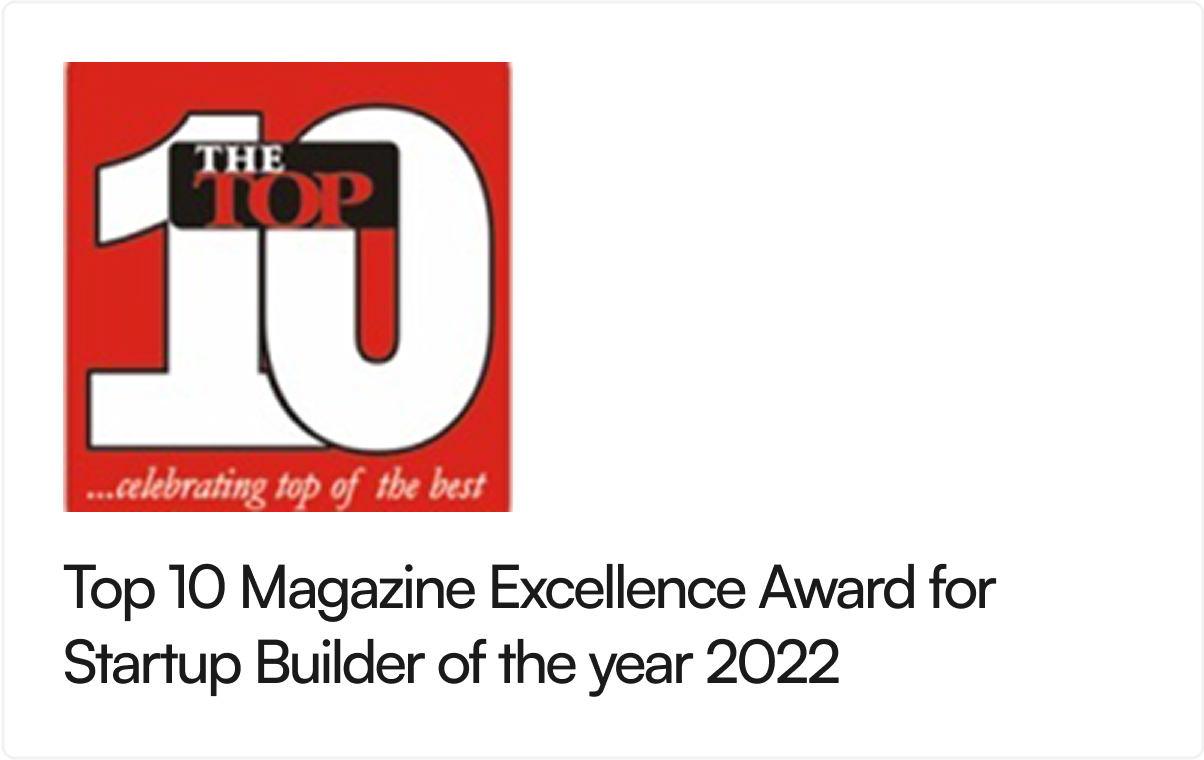 10
THE
TOP
...celebrating top of the best
Top 10 Magazine Excellence Award for
Startup Builder of the year 2022